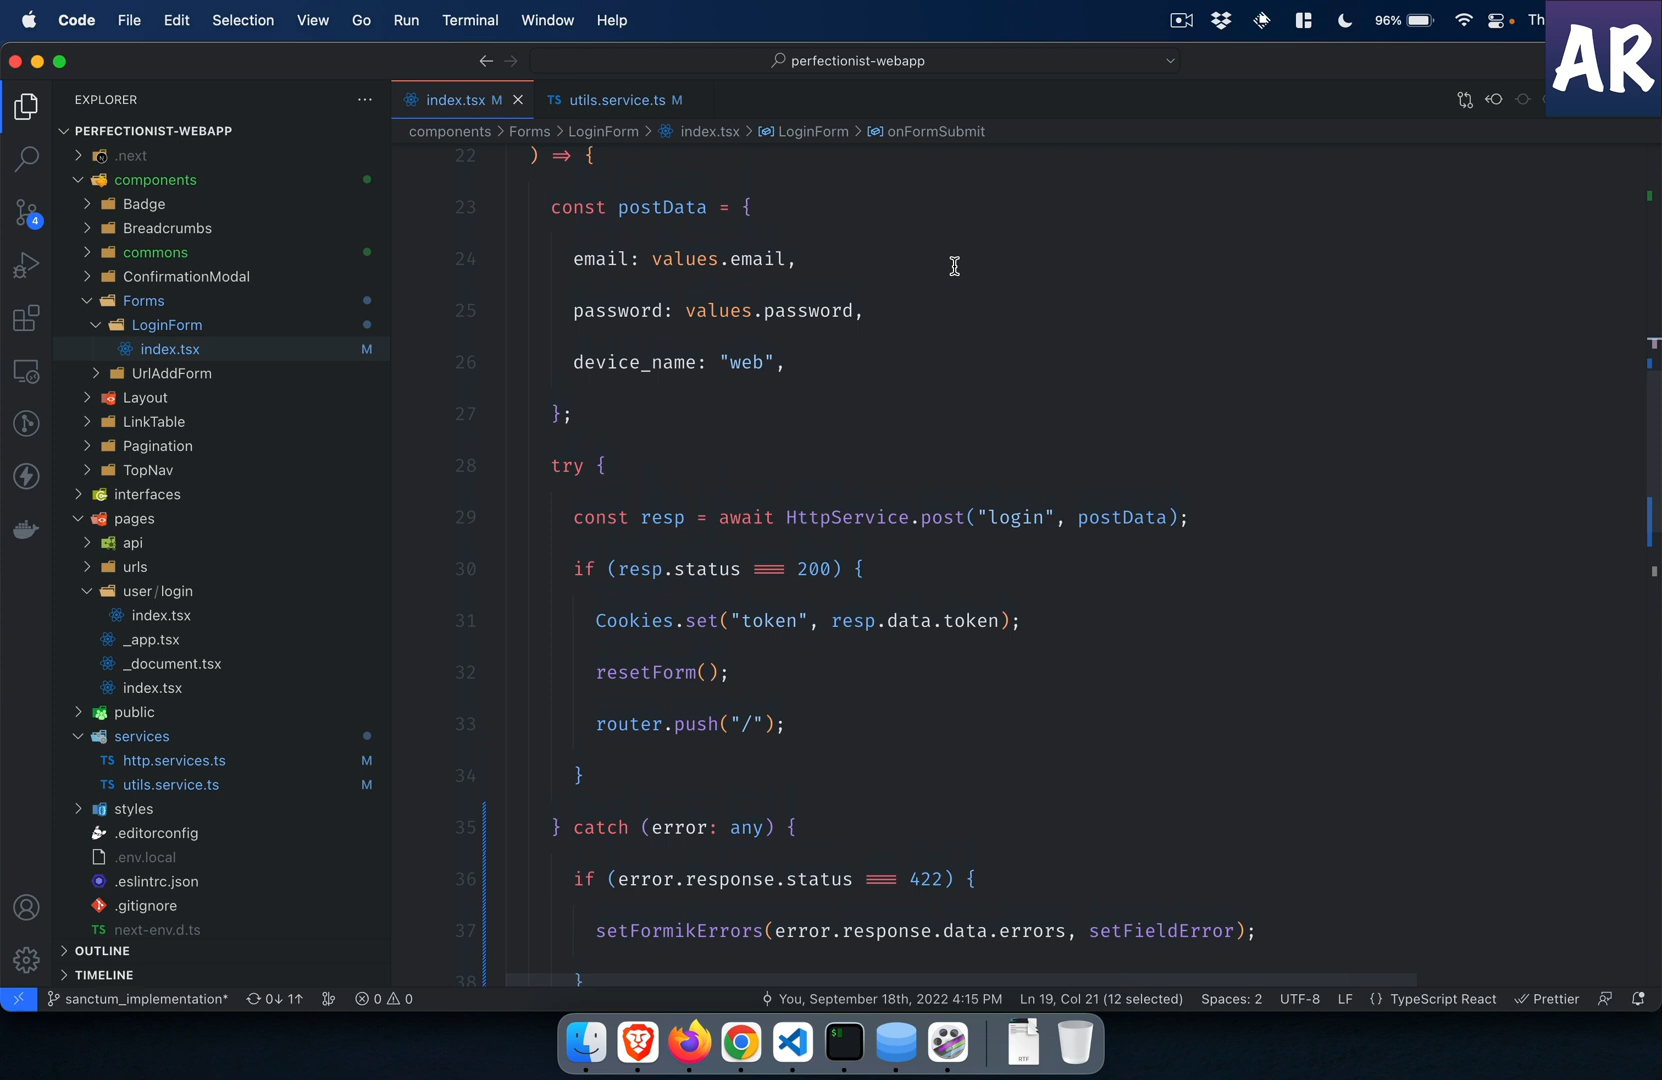 Code File Edit Selection View Go Run Terminal Window Help 96% Th
AR
perfectionist-webapp
EXPLORER
index.tsx M
TS utils.service.ts M
components > Forms > LoginForm > index.tsx > LoginForm > onFormSubmit
PERFECTIONIST-WEBAPP
.next
components
Badge
Breadcrumbs
commons
ConfirmationModal
Forms
LoginForm
index.tsx M
UrlAddForm
Layout
LinkTable
Pagination
TopNav
interfaces
pages
api
urls
user/login
index.tsx
_app.tsx
_document.tsx
index.tsx
public
services
TS http.services.ts M
TS utils.service.ts M
styles
.editorconfig
.env.local
.eslintrc.json
.gitignore
TS next-env.d.ts
OUTLINE
TIMELINE
4
22 ) => {
23 const postData = {
24 email: values.email,
25 password: values.password,
26 device_name: "web",
27 };
28 try {
29 const resp = await HttpService.post("login", postData);
30 if (resp.status === 200) {
31 Cookies.set("token", resp.data.token);
32 resetForm();
33 router.push("/");
34 }
35 } catch (error: any) {
36 if (error.response.status === 422) {
37 setFormikErrors(error.response.data.errors, setFieldError);
38 }
sanctum_implementation* 0↓ 1↑ 0 0 You, September 18th, 2022 4:15 PM Ln 19, Col 21 (12 selected) Spaces: 2 UTF-8 LF {} TypeScript React Prettier
$
RTF